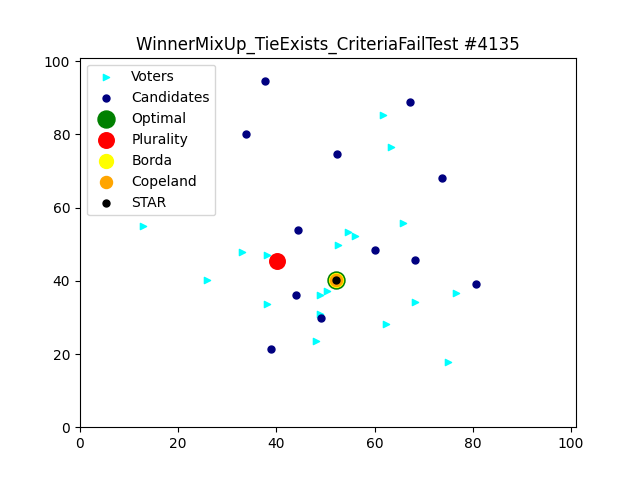 WinnerMixUp_TieExists_CriteriaFailTest #4135
100
80
60
40
20
0
Voters
Candidates
Optimal
Plurality
Borda
Copeland
STAR
0 20 40 60 80 100